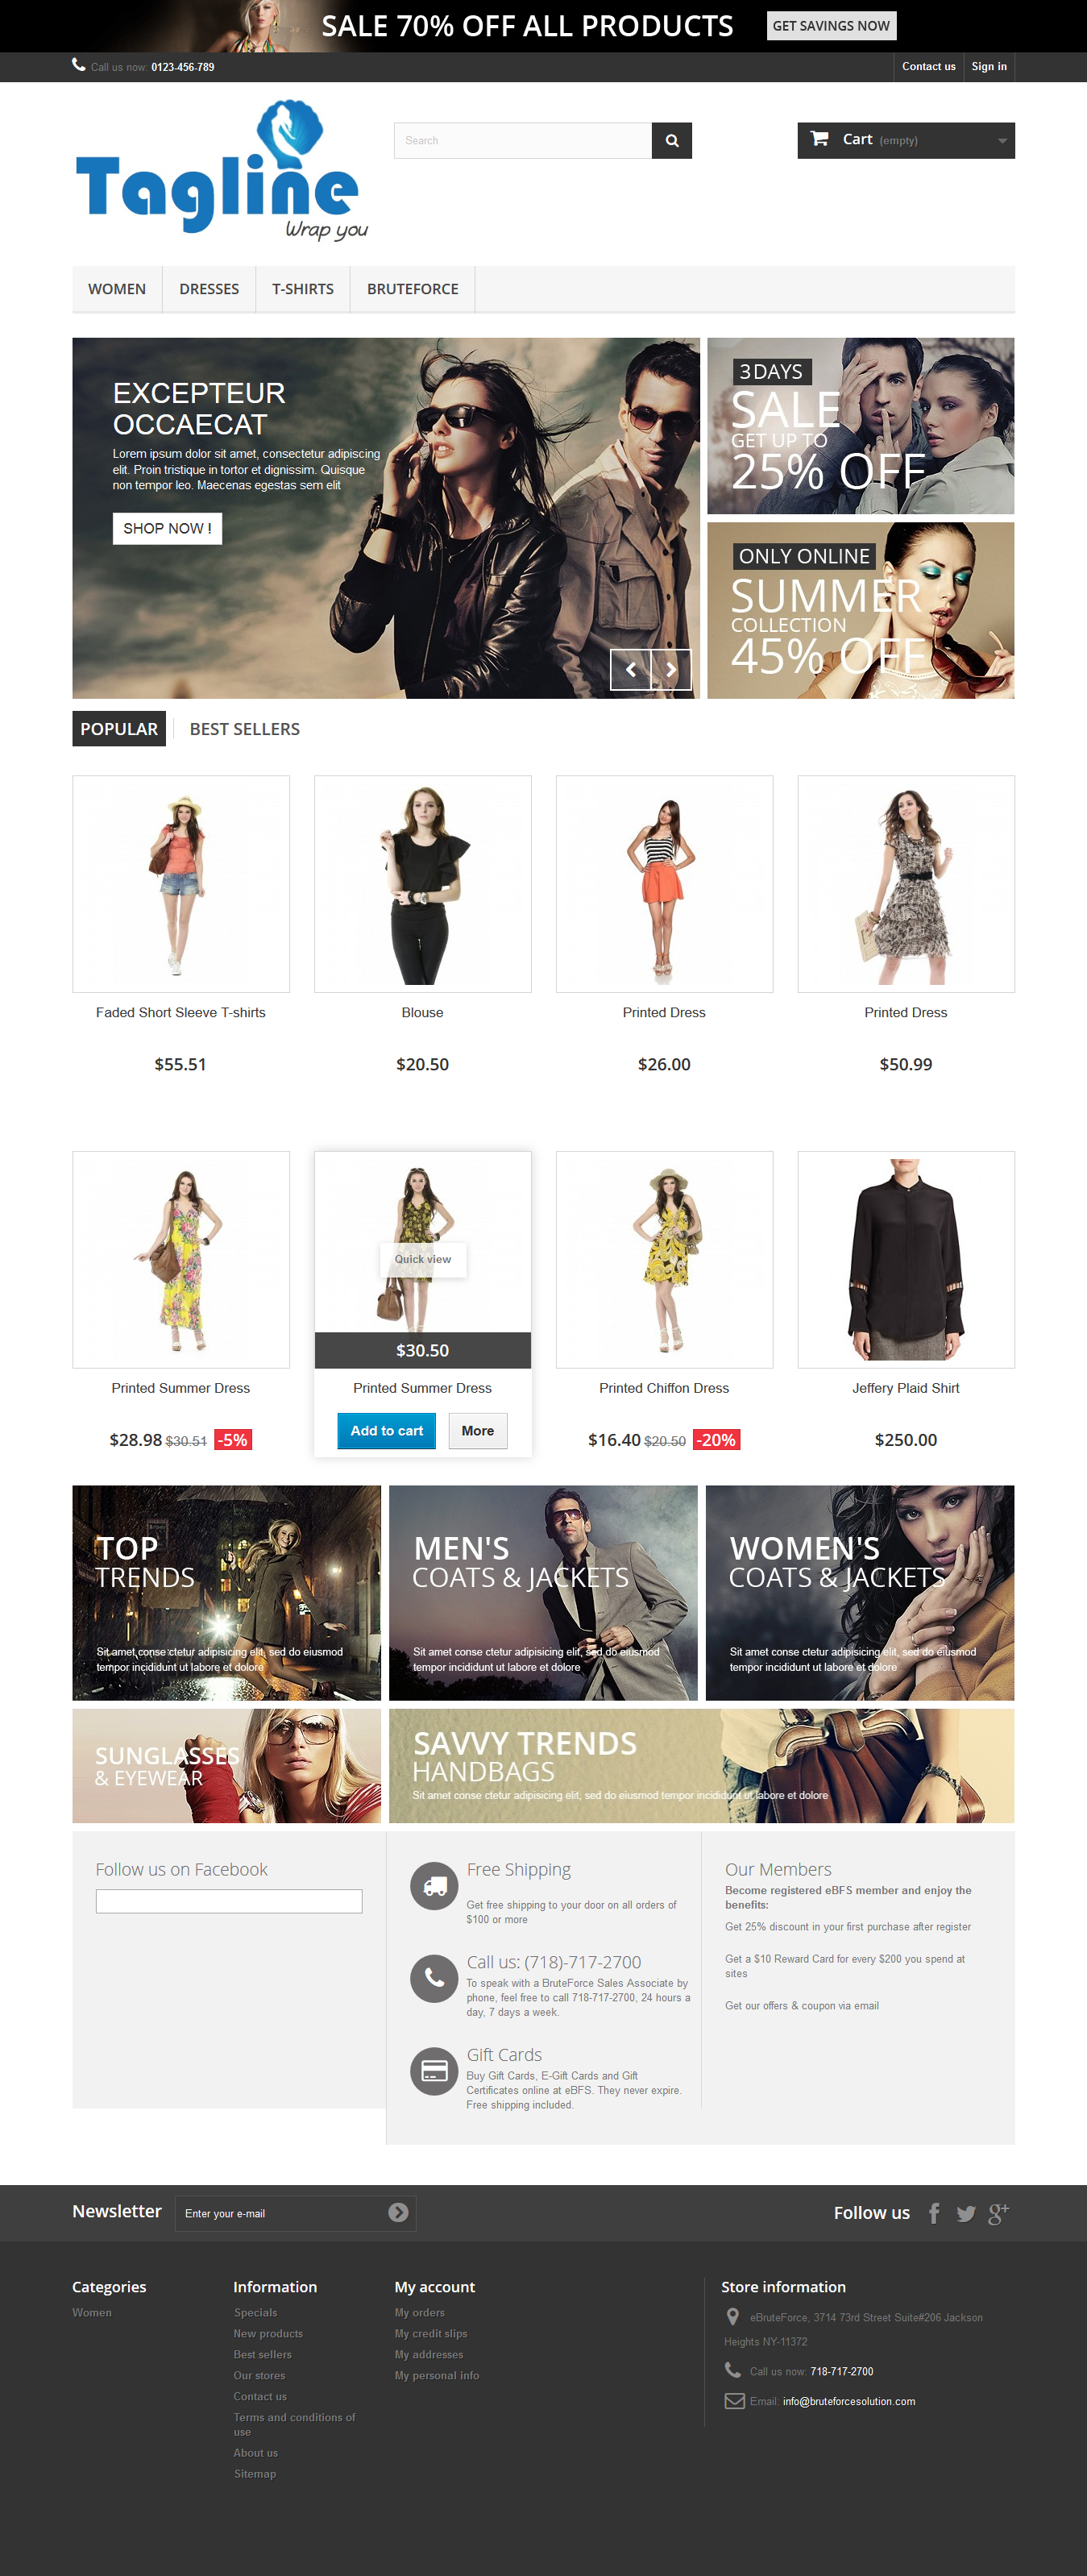 SALE 70% OFF ALL PRODUCTS
GET SAVINGS NOW
Call us now: 0123-456-789
Contact us
Sign in
Tagline
Wrap you
Search
Cart (empty)
WOMEN
DRESSES
T-SHIRTS
BRUTEFORCE
EXCEPTEUR
OCCAECAT
Lorem ipsum dolor sit amet, consectetur adipiscing
elit. Proin tristique in tortor et dignissim. Quisque
non tempor leo. Maecenas egestas sem elit
SHOP NOW !
3DAYS
SALE
GET UP TO
25% OFF
ONLY ONLINE
SUMMER
COLLECTION
45% OFF
POPULAR
BEST SELLERS
Faded Short Sleeve T-shirts
Blouse
Printed Dress
Printed Dress
$55.51
$20.50
$26.00
$50.99
Quick view
$30.50
Printed Summer Dress
Printed Summer Dress
Printed Chiffon Dress
Jeffery Plaid Shirt
$28.98 $30.51 -5%
Add to cart
More
$16.40 $20.50 -20%
$250.00
TOP
TRENDS
Sit amet conse ctetur adipisicing elit, sed do eiusmod
tempor incididunt ut labore et dolore
MEN'S
COATS & JACKETS
Sit amet conse ctetur adipisicing elit, sed do eiusmod
tempor incididunt ut labore et dolore
WOMEN'S
COATS & JACKETS
Sit amet conse ctetur adipisicing elit, sed do eiusmod
tempor incididunt ut labore et dolore
SUNGLASSES
& EYEWEAR
SAVVY TRENDS
HANDBAGS
Sit amet conse ctetur adipisicing elit, sed do eiusmod tempor incididunt ut labore et dolore
Follow us on Facebook
Free Shipping
Get free shipping to your door on all orders of
$100 or more
Call us: (718)-717-2700
To speak with a BruteForce Sales Associate by
phone, feel free to call 718-717-2700, 24 hours a
day, 7 days a week.
Gift Cards
Buy Gift Cards, E-Gift Cards and Gift
Certificates online at eBFS. They never expire.
Free shipping included.
Our Members
Become registered eBFS member and enjoy the
benefits:
Get 25% discount in your first purchase after register
Get a $10 Reward Card for every $200 you spend at
sites
Get our offers & coupon via email
Newsletter
Enter your e-mail
Follow us
Categories
Women
Information
Specials
New products
Best sellers
Our stores
Contact us
Terms and conditions of
use
About us
Sitemap
My account
My orders
My credit slips
My addresses
My personal info
Store information
eBruteForce, 3714 73rd Street Suite#206 Jackson
Heights NY-11372
Call us now: 718-717-2700
Email: info@bruteforcesolution.com